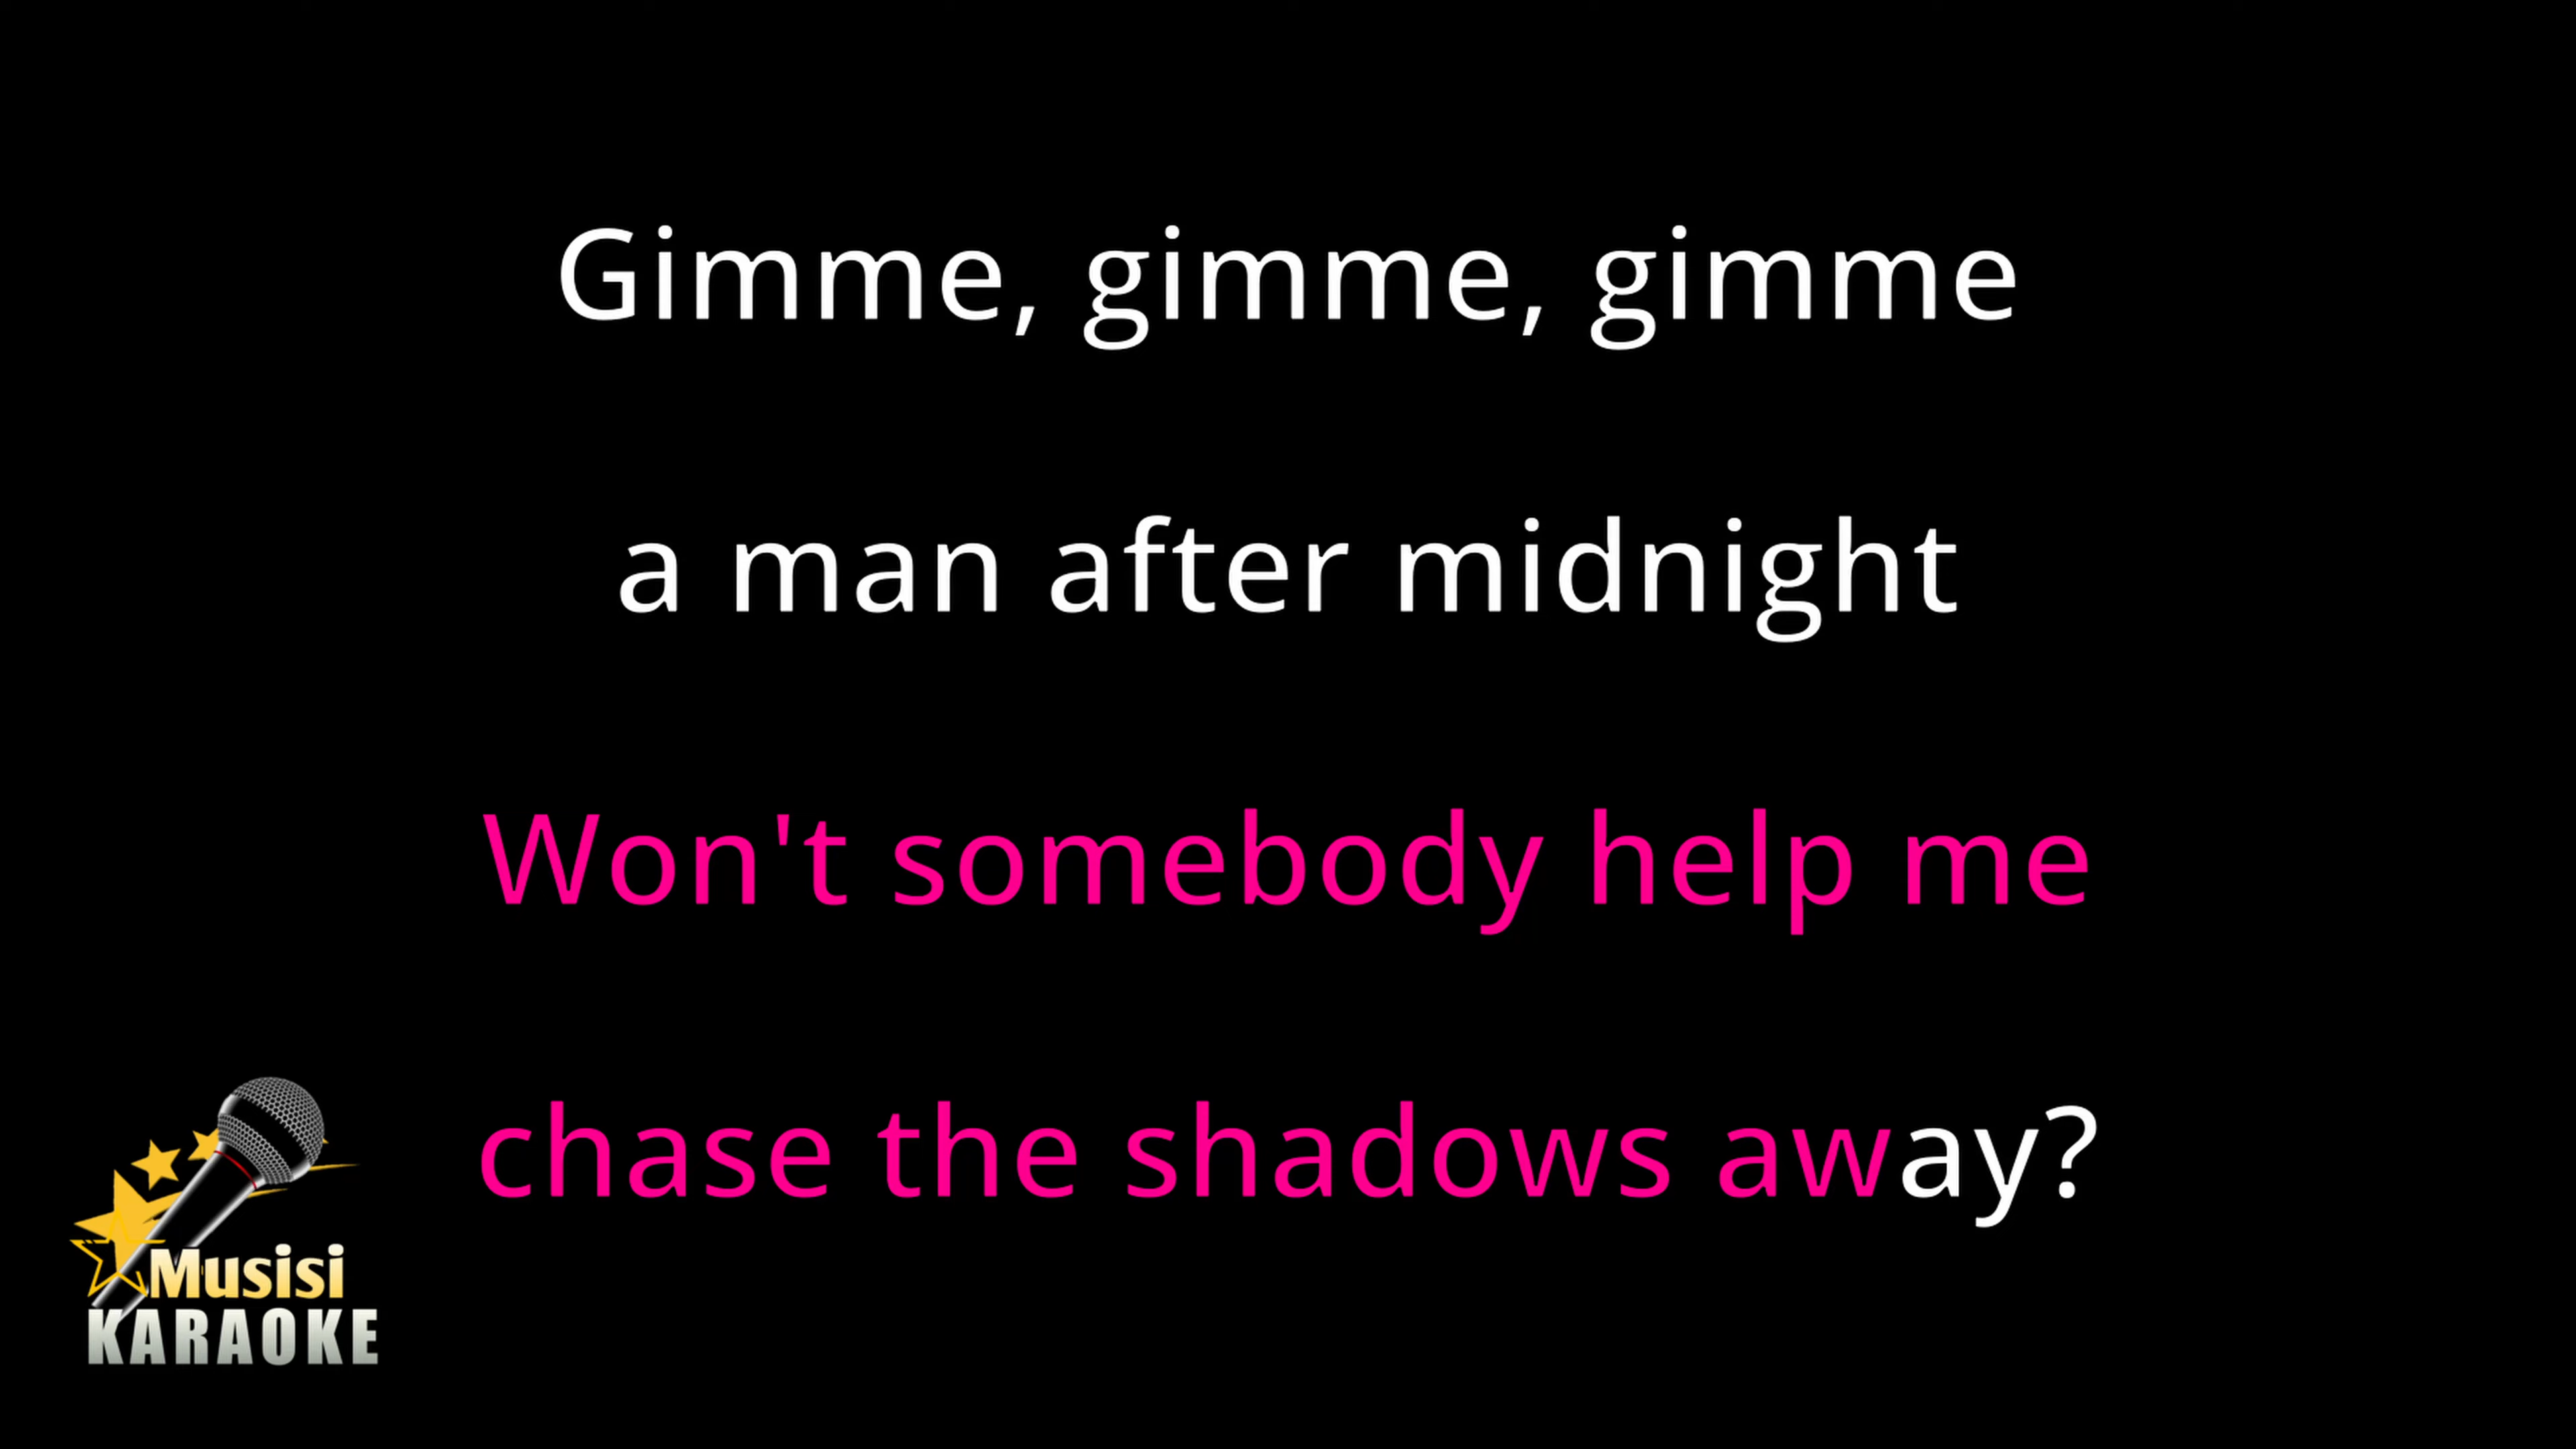 Gimme, gimme, gimme
a man after midnight
Won't somebody help me
chase the shadows away?
Musisi
KARAOKE